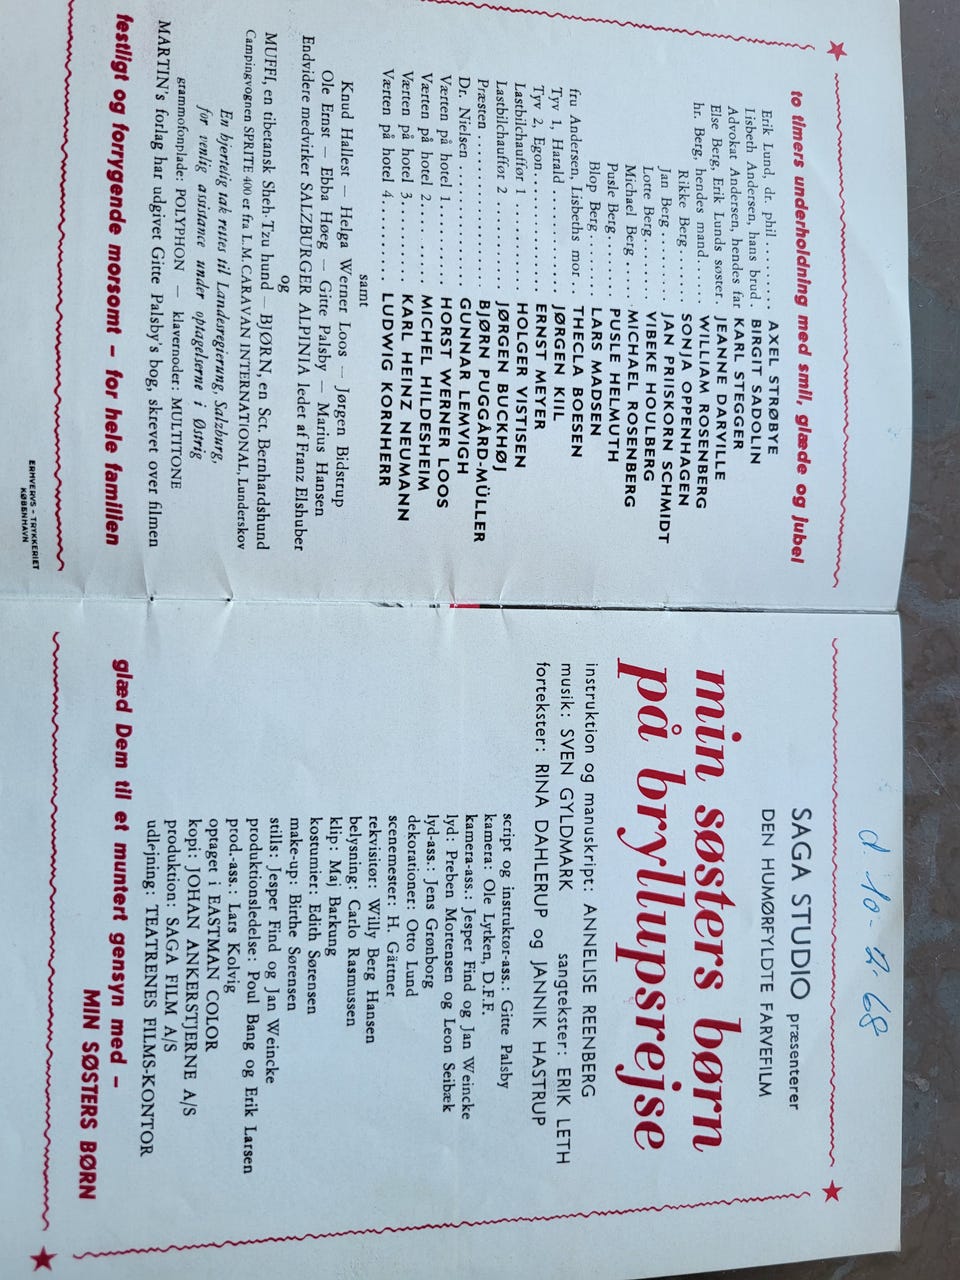 to timers underholdning med smil, glæde og jubel
Erik Lund, dr. phil..... AXEL STRØBYE
Lisbeth Andersen, hans brud. BIRGIT SADOLIN
Advokat Andersen, hendes far KARL STEGGER
Else Berg, Erik Lunds søster. JEANNE DARVILLE
hr. Berg, hendes mand..... WILLIAM ROSENBERG
Rikke Berg..... SONJA OPPENHAGEN
Jan Berg ...... JAN PRIISKORN SCHMIDT
Lotte Berg....... VIBEKE HOULBERG
Michael Berg .... MICHAEL ROSENBERG
Pusle Berg ...... PUSLE HELMUTH
Blop Berg....... LARS MADSEN
fru Andersen, Lisbeths mor.. THECLA BOESEN
Tyv 1, Harald ........... JØRGEN KIIL
Tyv 2, Egon............. ERNST MEYER
Lastbilchauffør 1 ......... HOLGER VISTISEN
Lastbilchauffør 2 ......... JØRGEN BUCKHØJ
Præsten ................ BJØRN PUGGÅRD-MÜLLER
Dr. Nielsen ............. GUNNAR LEMVIGH
Værten på hotel 1......... HORST WERNER LOOS
Værten på hotel 2......... MICHEL HILDESHEIM
Værten på hotel 3......... KARL HEINZ NEUMANN
Værten på hotel 4......... LUDWIG KORNHERR
samt
Knud Hallest — Helga Werner Loos — Jørgen Bidstrup
Ole Ernst — Ebba Høeg — Gitte Palsby — Marius Hansen
Endvidere medvirker SALZBURGER ALPINIA ledet af Franz Elshuber
og
MUFFI, en tibetansk Sheh-Tzu hund — BJØRN, en Sct. Bernhardshund
Campingvognen SPRITE 400 er fra L.M.CARAVAN INTERNATIONAL, Lunderskov
En hjertelig tak rettes til Landesregierung, Salzburg,
for venlig assistance under optagelserne i Østrig
grammofonplade: POLYPHON — klavernoder: MULTITONE
MARTIN's forlag har udgivet Gitte Palsby's bog, skrevet over filmen
festligt og forrygende morsomt – for hele familien
ERHVERVS - TRYKKERIET
KØBENHAVN
d. 10-2-68
SAGA STUDIO præsenterer
DEN HUMØRFYLDTE FARVEFILM
min søsters børn
på bryllupsrejse
instruktion og manuskript: ANNELISE REENBERG
musik: SVEN GYLDMARK sangtekster: ERIK LETH
fortekster: RINA DAHLERUP og JANNIK HASTRUP
script og instruktør-ass.: Gitte Palsby
kamera: Ole Lytken, D.F.F.
kamera-ass.: Jesper Find og Jan Weincke
lyd: Preben Mortensen og Leon Seibæk
lyd-ass.: Jens Grønborg
dekorationer: Otto Lund
scenemester: H. Gärtner
rekvisitør: Willy Berg Hansen
belysning: Carlo Rasmussen
klip: Maj Barkung
kostumier: Edith Sørensen
make-up: Birthe Sørensen
stills: Jesper Find og Jan Weincke
produktionsledelse: Poul Bang og Erik Larsen
prod.-ass.: Lars Kolvig
optaget i EASTMAN COLOR
kopi: JOHAN ANKERSTJERNE A/S
produktion: SAGA FILM A/S
udlejning: TEATRENES FILMS-KONTOR
glæd Dem til et muntert gensyn med –
MIN SØSTERS BØRN